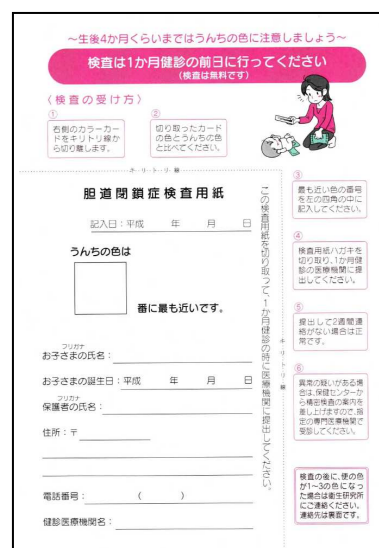 ～生後4か月くらいまではうんちの色に注意しましょう～
検査は1か月健診の前日に行ってください
(検査は無料です)
〈検査の受け方〉
①
右側のカラーカー
ドをキリトリ線か
ら切り離します。
②
切り取ったカード
の色とうんちの色
とを比べてください。
キリトリ線
胆道閉鎖症検査用紙
記入日：平成　年　月　日
うんちの色は
番に最も近いです。
フリガナ
お子さまの氏名：
お子さまの誕生日：平成　年　月　日
フリガナ
保護者の氏名：
住所：〒
電話番号：　(　)
健診医療機関名：
この検査用紙を切り取って、1か月健診の時に医療機関に提出してください。
キリトリ線
③
最も近い色の番号
を左の四角の中に
記入してください。
④
検査用紙ハガキを
切り取り、1か月健
診の医療機関に提
出してください。
⑤
提出して2週間連
絡がない場合は正
常です。
⑥
異常の疑いがある場
合は、保健センターか
ら精密検査の案内を
差し上げますので、指
定の専門医療機関で
受診してください。
検査の後に、便の色
が1～3の色になっ
た場合は衛生研究所
にご連絡ください。
連絡先は裏面です。